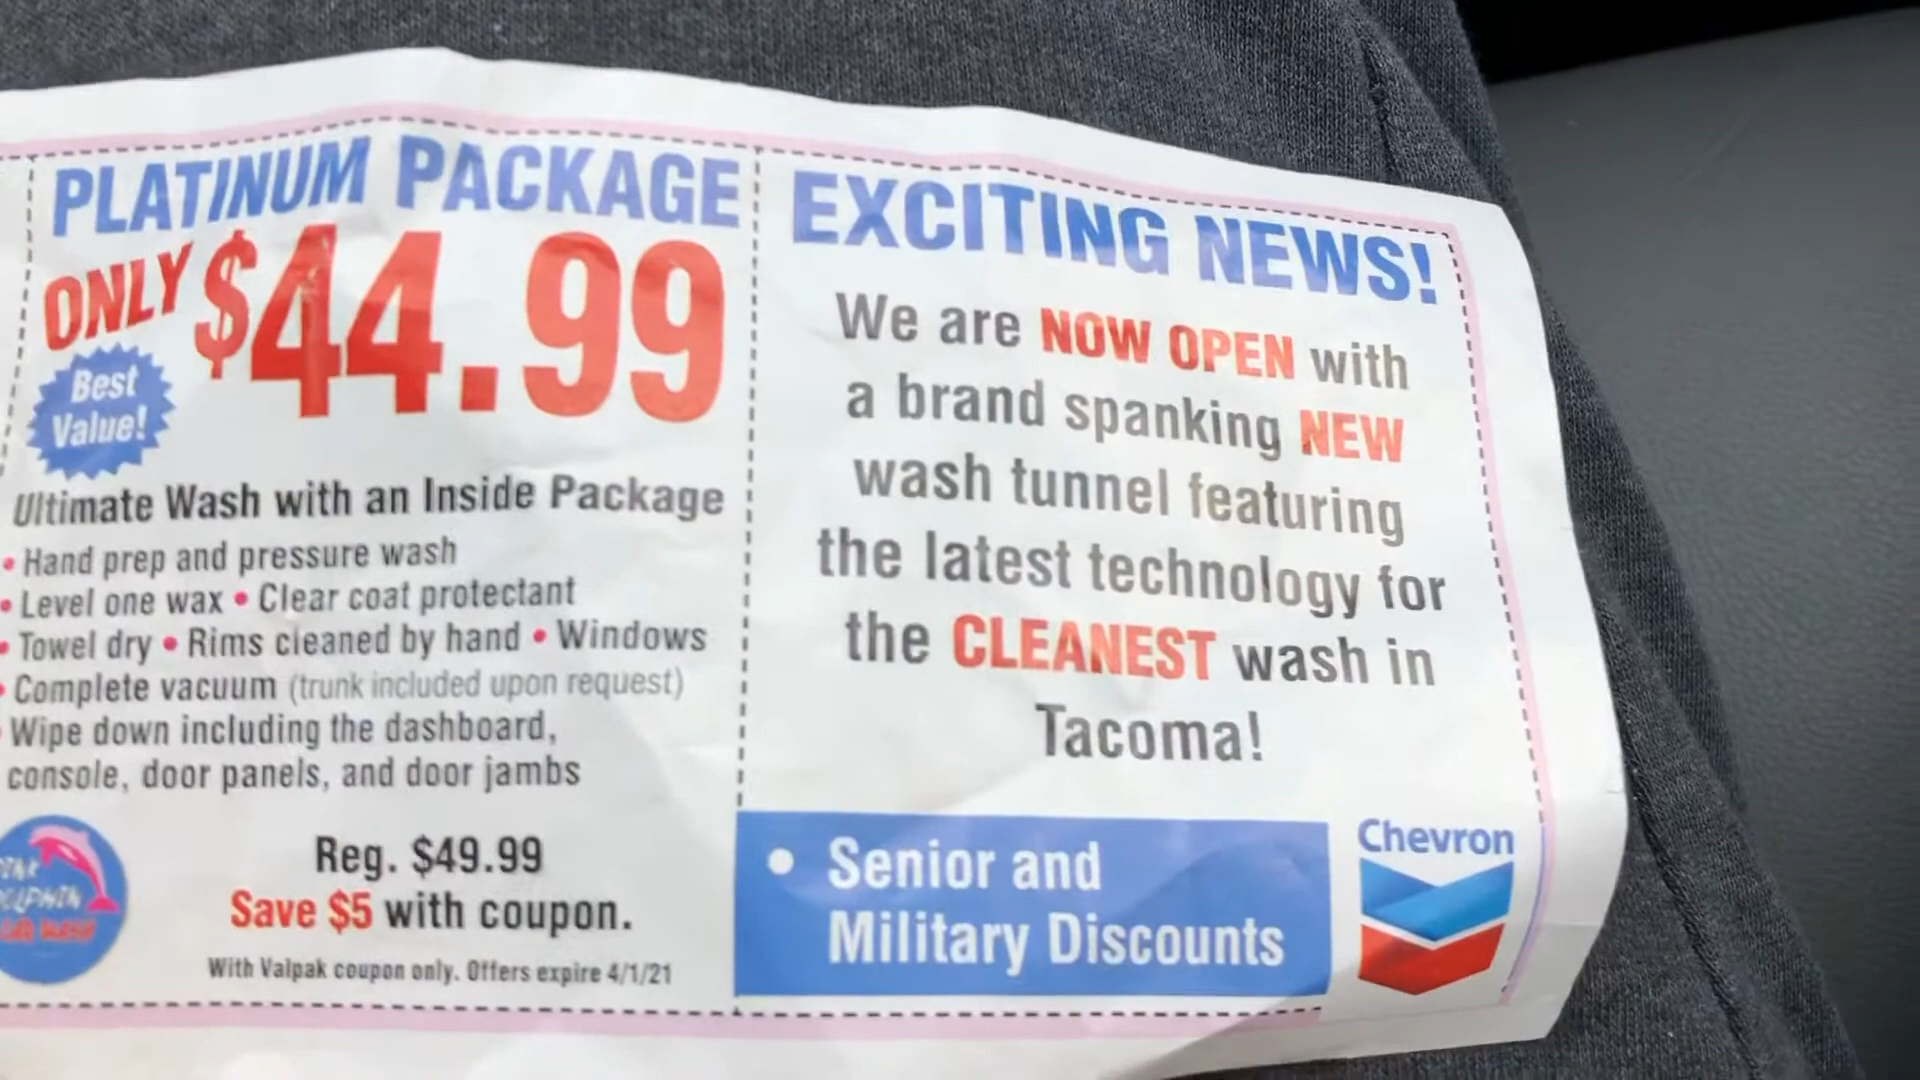 PLATINUM PACKAGE
ONLY $44.99
Best
Value!
Ultimate Wash with an Inside Package
• Hand prep and pressure wash
• Level one wax • Clear coat protectant
• Towel dry • Rims cleaned by hand • Windows
• Complete vacuum (trunk included upon request)
Wipe down including the dashboard,
console, door panels, and door jambs
Reg. $49.99
Save $5 with coupon.
With Valpak coupon only. Offers expire 4/1/21
EXCITING NEWS!
We are NOW OPEN with
a brand spanking NEW
wash tunnel featuring
the latest technology for
the CLEANEST wash in
Tacoma!
• Senior and
Military Discounts
Chevron